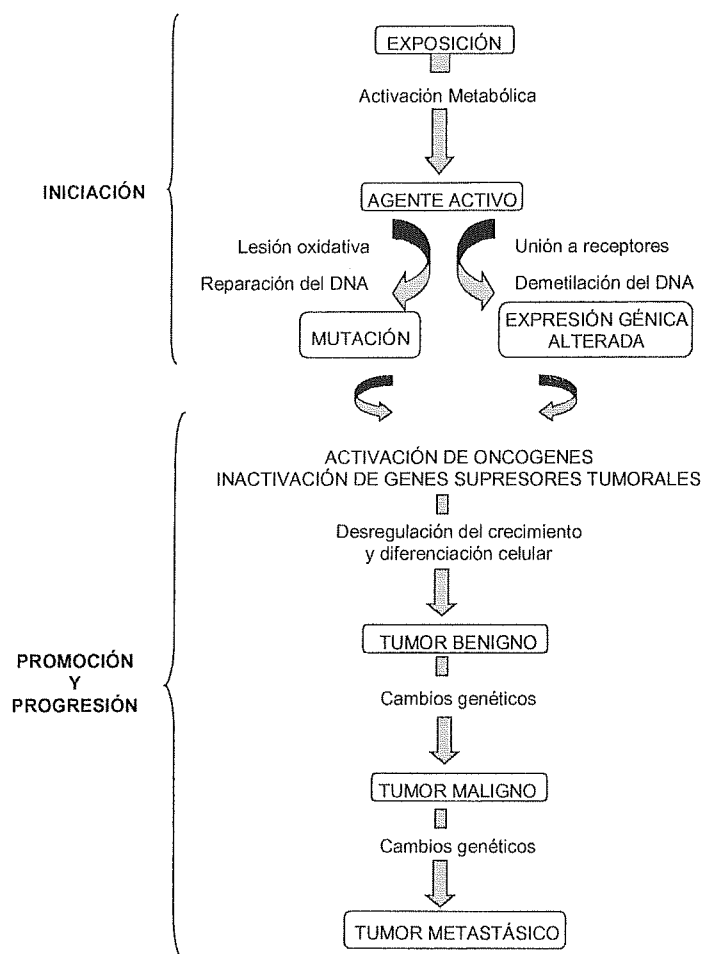 EXPOSICIÓN
Activación Metabólica
INICIACIÓN
AGENTE ACTIVO
Lesión oxidativa
Unión a receptores
Reparación del DNA
Demetilación del DNA
MUTACIÓN
EXPRESIÓN GÉNICA
ALTERADA
ACTIVACIÓN DE ONCOGENES
INACTIVACIÓN DE GENES SUPRESORES TUMORALES
Desregulación del crecimiento
y diferenciación celular
PROMOCIÓN
Y
PROGRESIÓN
TUMOR BENIGNO
Cambios genéticos
TUMOR MALIGNO
Cambios genéticos
TUMOR METASTÁSICO